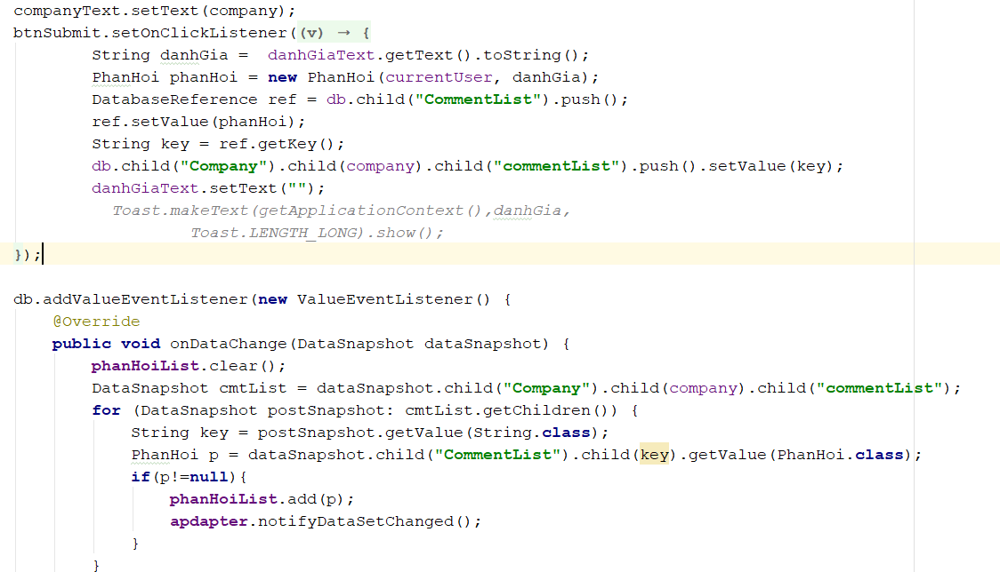 companyText.setText(company);
btnSubmit.setOnClickListener((v) → {
        String danhGia =  danhGiaText.getText().toString();
        PhanHoi phanHoi = new PhanHoi(currentUser, danhGia);
        DatabaseReference ref = db.child("CommentList").push();
        ref.setValue(phanHoi);
        String key = ref.getKey();
        db.child("Company").child(company).child("commentList").push().setValue(key);
        danhGiaText.setText("");
          Toast.makeText(getApplicationContext(),danhGia,
                  Toast.LENGTH_LONG).show();
});
db.addValueEventListener(new ValueEventListener() {
    @Override
    public void onDataChange(DataSnapshot dataSnapshot) {
        phanHoiList.clear();
        DataSnapshot cmtList = dataSnapshot.child("Company").child(company).child("commentList");
        for (DataSnapshot postSnapshot: cmtList.getChildren()) {
            String key = postSnapshot.getValue(String.class);
            PhanHoi p = dataSnapshot.child("CommentList").child(key).getValue(PhanHoi.class);
            if(p!=null){
                phanHoiList.add(p);
                apdapter.notifyDataSetChanged();
            }
        }